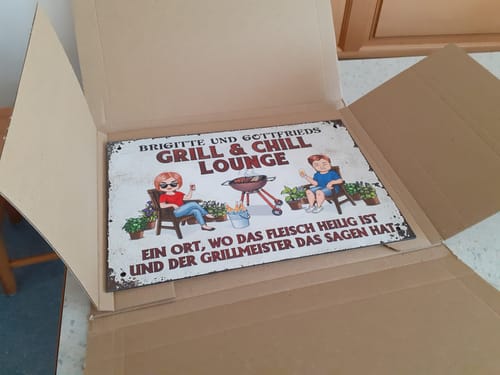 BRIGITTE UND GOTTFRIEDS
GRILL & CHILL
LOUNGE
EIN ORT, WO DAS FLEISCH HEILIG IST
UND DER GRILLMEISTER DAS SAGEN HAT